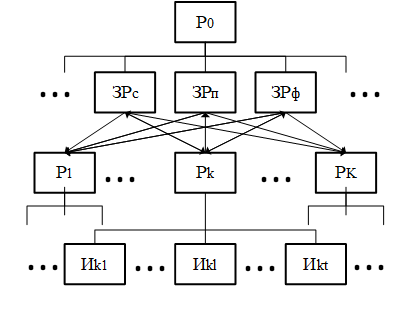 P0
... ЗРс ЗРп ЗРф ...
P1 ... Pk ... PK
... Иk1 ... Иkl ... Иkt ...